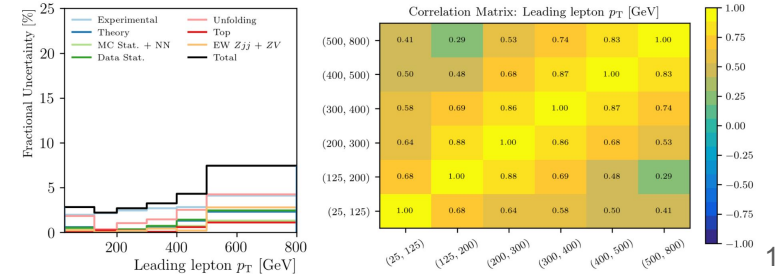 Fractional Uncertainty [%]
25
20
15
10
5
0
Experimental
Theory
MC Stat. + NN
Data Stat.
Unfolding
Top
EW Zjj + ZV
Total
200 400 600 800
Leading lepton pT [GeV]
Correlation Matrix: Leading lepton pT [GeV]
(500, 800) 0.41 0.29 0.53 0.74 0.83 1.00
(400, 500) 0.50 0.48 0.68 0.87 1.00 0.83
(300, 400) 0.58 0.69 0.86 1.00 0.87 0.74
(200, 300) 0.64 0.88 1.00 0.86 0.68 0.53
(125, 200) 0.68 1.00 0.88 0.69 0.48 0.29
(25, 125) 1.00 0.68 0.64 0.58 0.50 0.41
(25, 125) (125, 200) (200, 300) (300, 400) (400, 500) (500, 800)
1.00
0.75
0.50
0.25
0.00
−0.25
−0.50
−0.75
−1.00
1